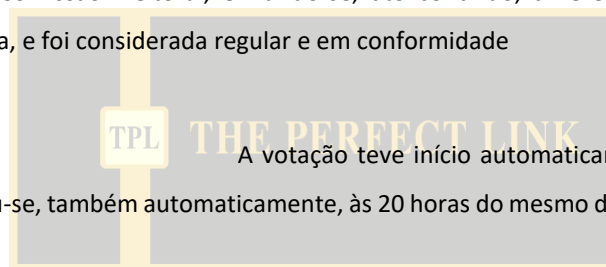 a, e foi considerada regular e em conformidade
TPL THE PERFECT LINK
A votação teve início automatica
u-se, também automaticamente, às 20 horas do mesmo d